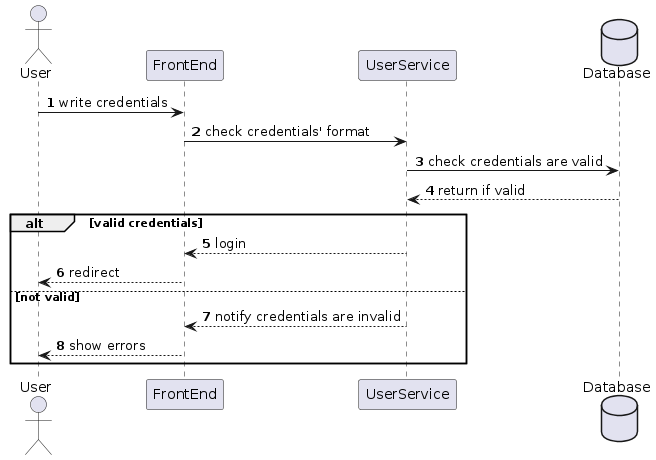 User
FrontEnd
UserService
Database
1 write credentials
2 check credentials' format
3 check credentials are valid
4 return if valid
alt [valid credentials]
5 login
6 redirect
[not valid]
7 notify credentials are invalid
8 show errors
User
FrontEnd
UserService
Database